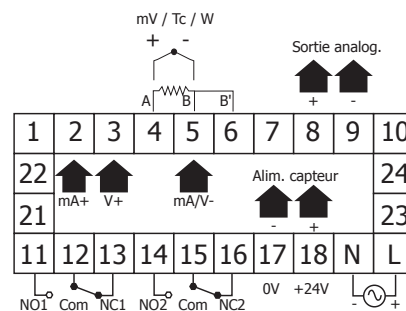 mV / Tc / W
+ -
Sortie analog.
A B B'
+ -
1 2 3 4 5 6 7 8 9 10
22 24
mA+ V+ mA/V- Alim. capteur
- +
21 23
11 12 13 14 15 16 17 18 N L
NO1 Com NC1 NO2 Com NC2 0V +24V - +